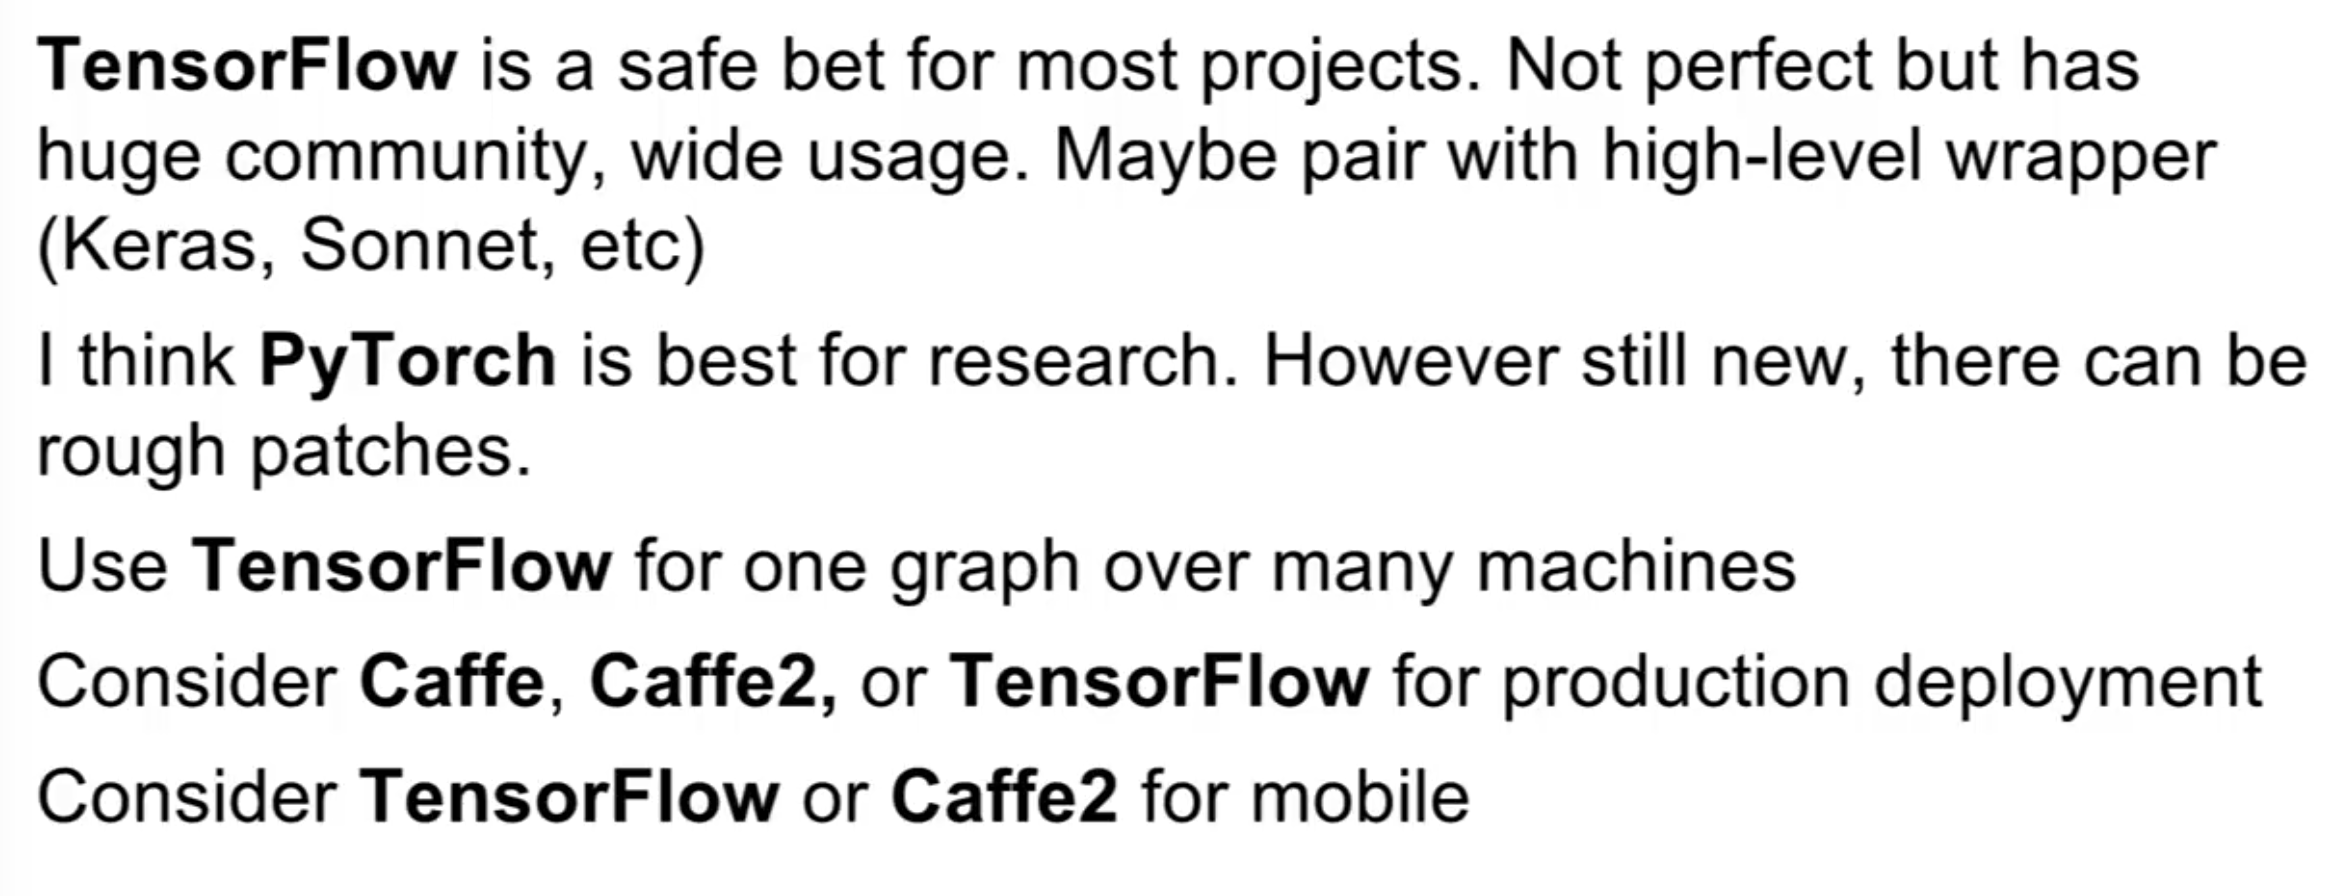 TensorFlow is a safe bet for most projects. Not perfect but has
huge community, wide usage. Maybe pair with high-level wrapper
(Keras, Sonnet, etc)
I think PyTorch is best for research. However still new, there can be
rough patches.
Use TensorFlow for one graph over many machines
Consider Caffe, Caffe2, or TensorFlow for production deployment
Consider TensorFlow or Caffe2 for mobile